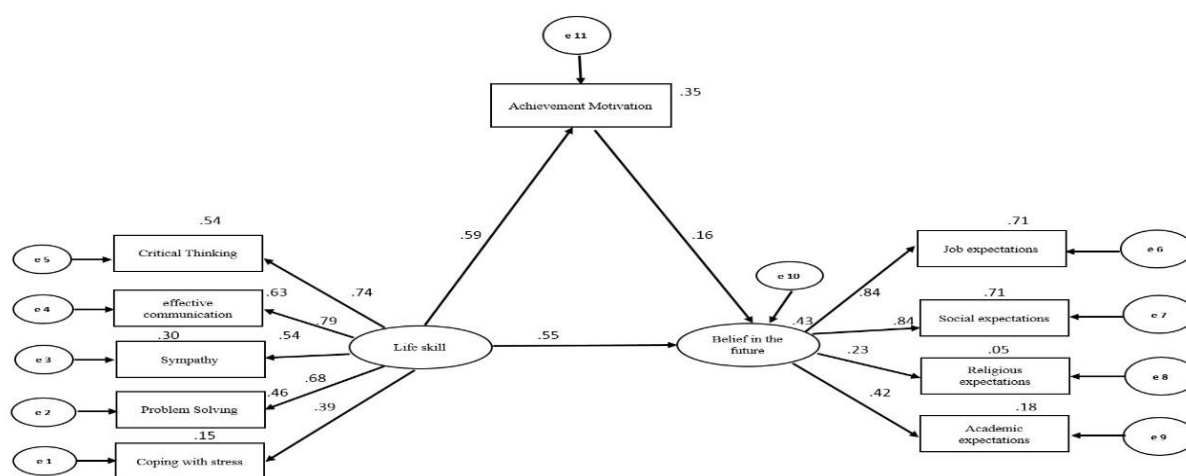 e 11
Achievement Motivation
.35
.54
.59
.16
.71
e 5
Critical Thinking
Job expectations
e 6
e 10
.63
.74
.84
.71
e 4
effective
communication
.79
.43
.84
Social expectations
e 7
.30
.54
Life skill
.55
Belief in the
future
.23
.05
e 3
Sympathy
Religious
expectations
e 8
.46
.68
.42
e 2
Problem Solving
.39
.18
.15
Academic
expectations
e 9
e 1
Coping with stress